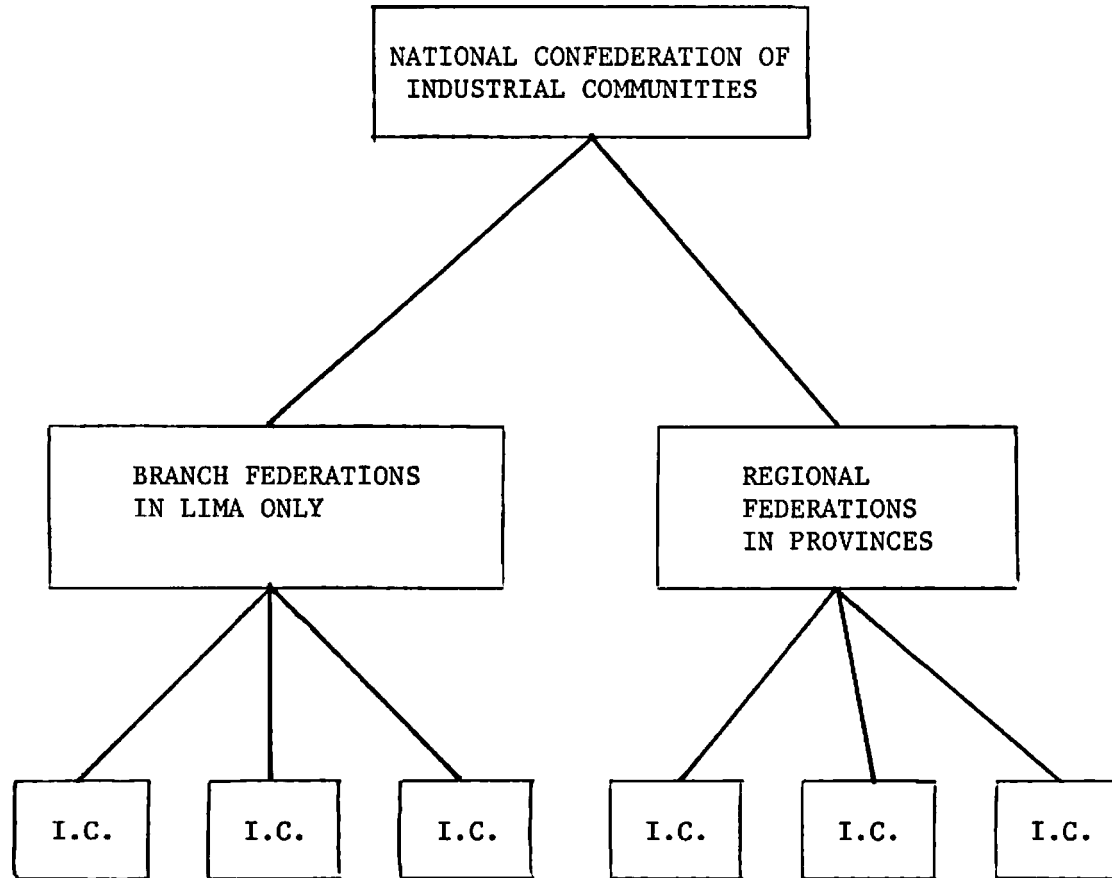 NATIONAL CONFEDERATION OF
INDUSTRIAL COMMUNITIES
BRANCH FEDERATIONS
IN LIMA ONLY
REGIONAL
FEDERATIONS
IN PROVINCES
I.C. I.C. I.C. I.C. I.C. I.C.